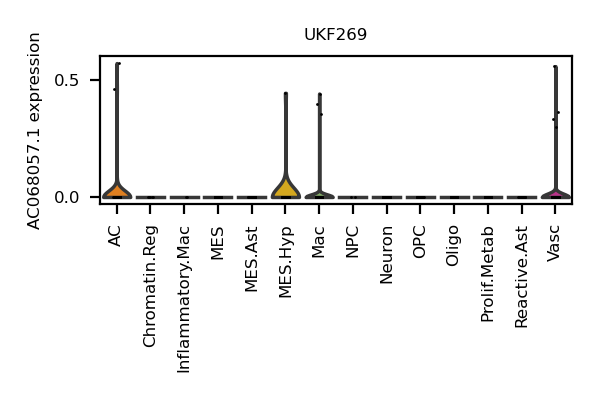 UKF269
AC068057.1 expression
0.5
0.0
AC
Chromatin.Reg
Inflammatory.Mac
MES
MES.Ast
MES.Hyp
Mac
NPC
Neuron
OPC
Oligo
Prolif.Metab
Reactive.Ast
Vasc